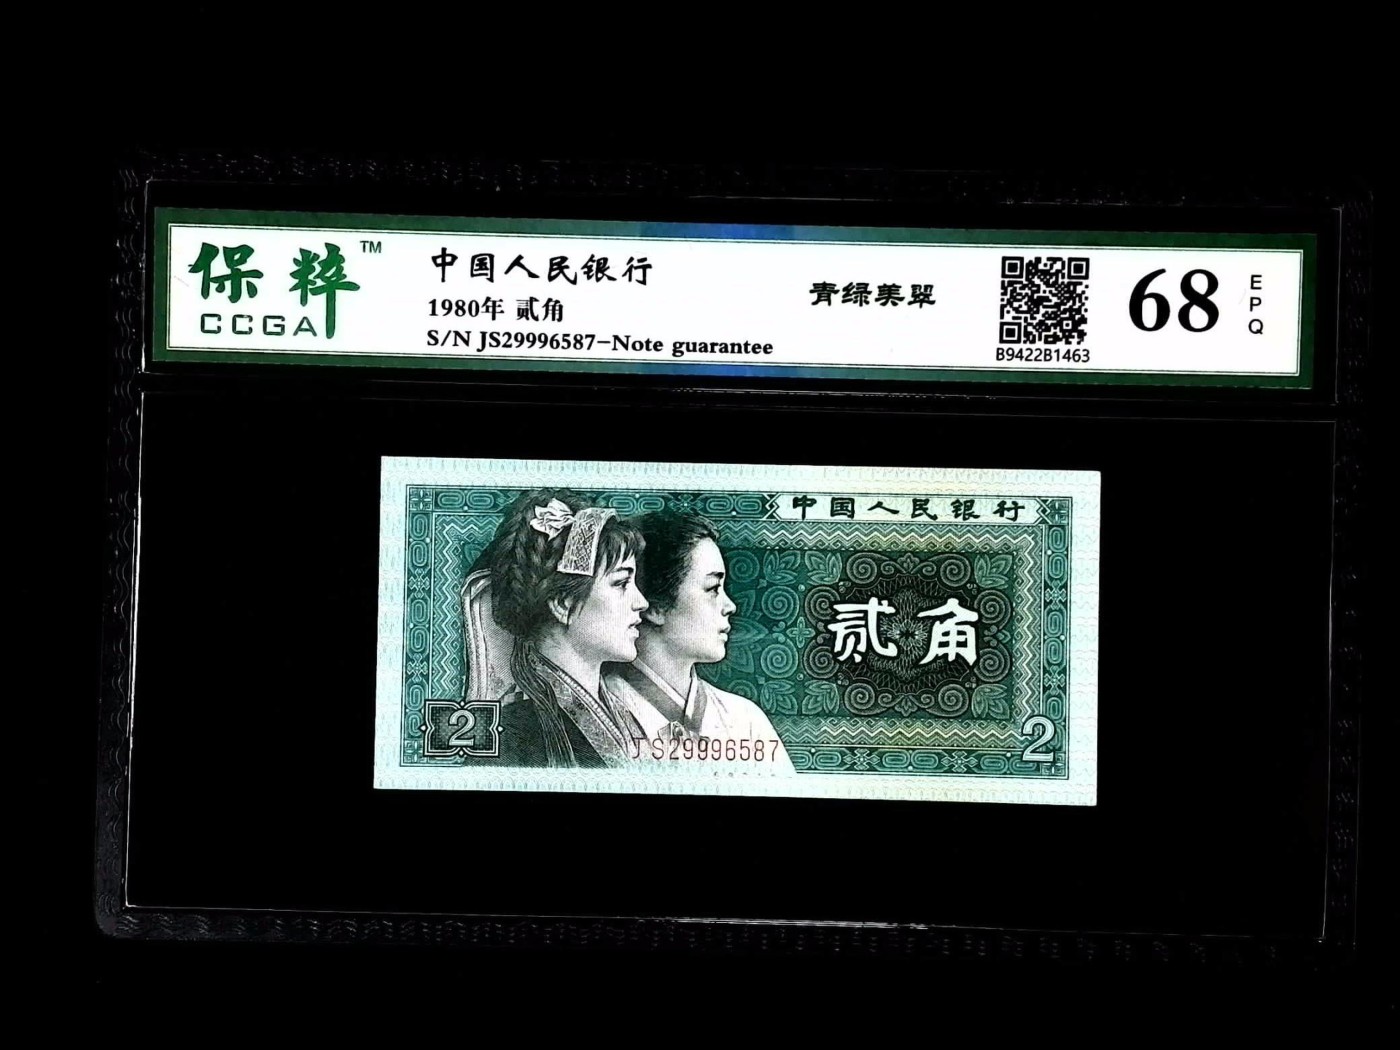 保粹™
CCGA
中国人民银行
1980年 贰角
S/N JS29996587-Note guarantee
青绿美翠
B9422B1463
68
EPQ
中国人民银行
贰角
2
JS29996587
2